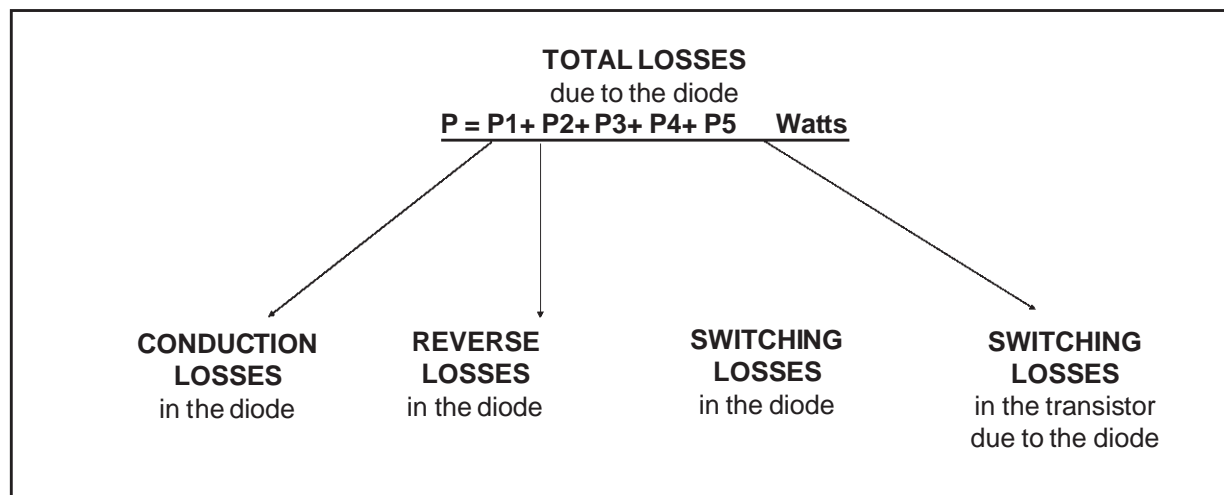 TOTAL LOSSES
due to the diode
P = P1+ P2+ P3+ P4+ P5 Watts
CONDUCTION
LOSSES
in the diode
REVERSE
LOSSES
in the diode
SWITCHING
LOSSES
in the diode
SWITCHING
LOSSES
in the transistor
due to the diode